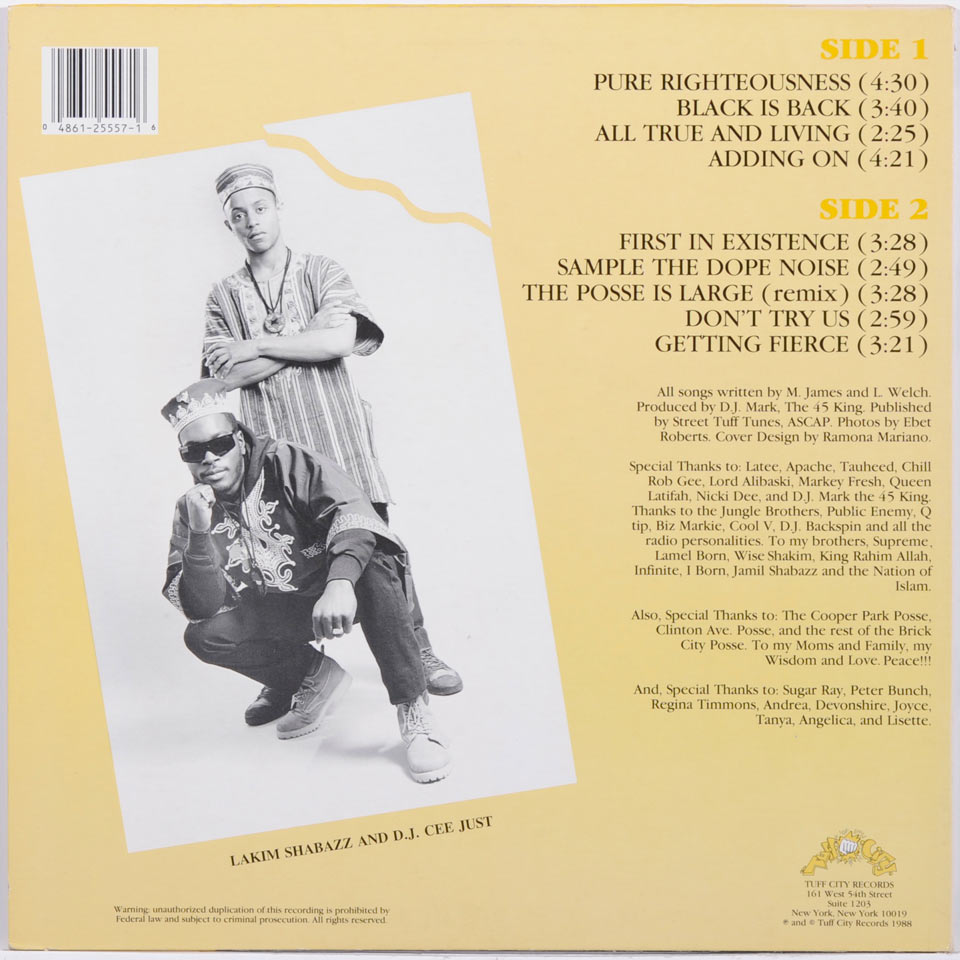 0 4861-25557-1 6
SIDE 1
PURE RIGHTEOUSNESS (4:30)
BLACK IS BACK (3:40)
ALL TRUE AND LIVING (2:25)
ADDING ON (4:21)
SIDE 2
FIRST IN EXISTENCE (3:28)
SAMPLE THE DOPE NOISE (2:49)
THE POSSE IS LARGE (remix) (3:28)
DON'T TRY US (2:59)
GETTING FIERCE (3:21)
All songs written by M. James and L. Welch.
Produced by D.J. Mark, The 45 King. Published
by Street Tuff Tunes, ASCAP. Photos by Ebet
Roberts. Cover Design by Ramona Mariano.
Special Thanks to: Latee, Apache, Tauheed, Chill
Rob Gee, Lord Alibaski, Markey Fresh, Queen
Latifah, Nicki Dee, and D.J. Mark the 45 King.
Thanks to the Jungle Brothers, Public Enemy, Q
tip, Biz Markie, Cool V, D.J. Backspin and all the
radio personalities. To my brothers, Supreme,
Lamel Born, Wise Shakim, King Rahim Allah,
Infinite, I Born, Jamil Shabazz and the Nation of
Islam.
Also, Special Thanks to: The Cooper Park Posse,
Clinton Ave. Posse, and the rest of the Brick
City Posse. To my Moms and Family, my
Wisdom and Love. Peace!!!
And, Special Thanks to: Sugar Ray, Peter Bunch,
Regina Timmons, Andrea, Devonshire, Joyce,
Tanya, Angelica, and Lisette.
LAKIM SHABAZZ AND D.J. CEE JUST
TUFF CITY
TUFF CITY RECORDS
161 West 54th Street
Suite 1203
New York, New York 10019
℗ and © Tuff City Records 1988
Warning: unauthorized duplication of this recording is prohibited by
Federal law and subject to criminal prosecution. All rights reserved.